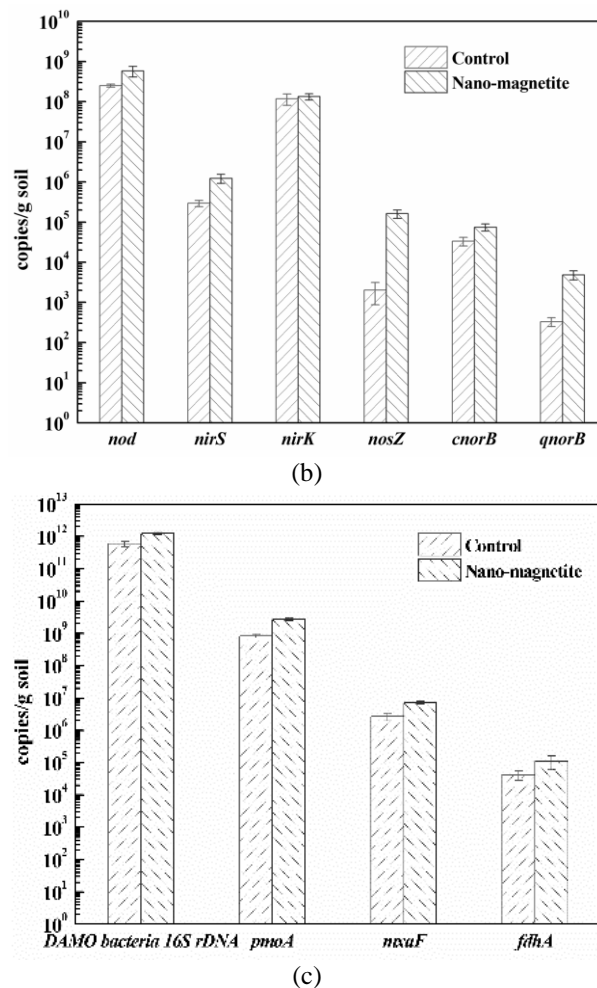 10^10
10^9
10^8
10^7
10^6
10^5
10^4
10^3
10^2
10^1
10^0
copies/g soil
Control
Nano-magnetite
nod nirS nirK nosZ cnorB qnorB
(b)
10^13
10^12
10^11
10^10
10^9
10^8
10^7
10^6
10^5
10^4
10^3
10^2
10^1
10^0
copies/g soil
Control
Nano-magnetite
DAMO bacteria 16S rDNA pmoA mxaF fdhA
(c)